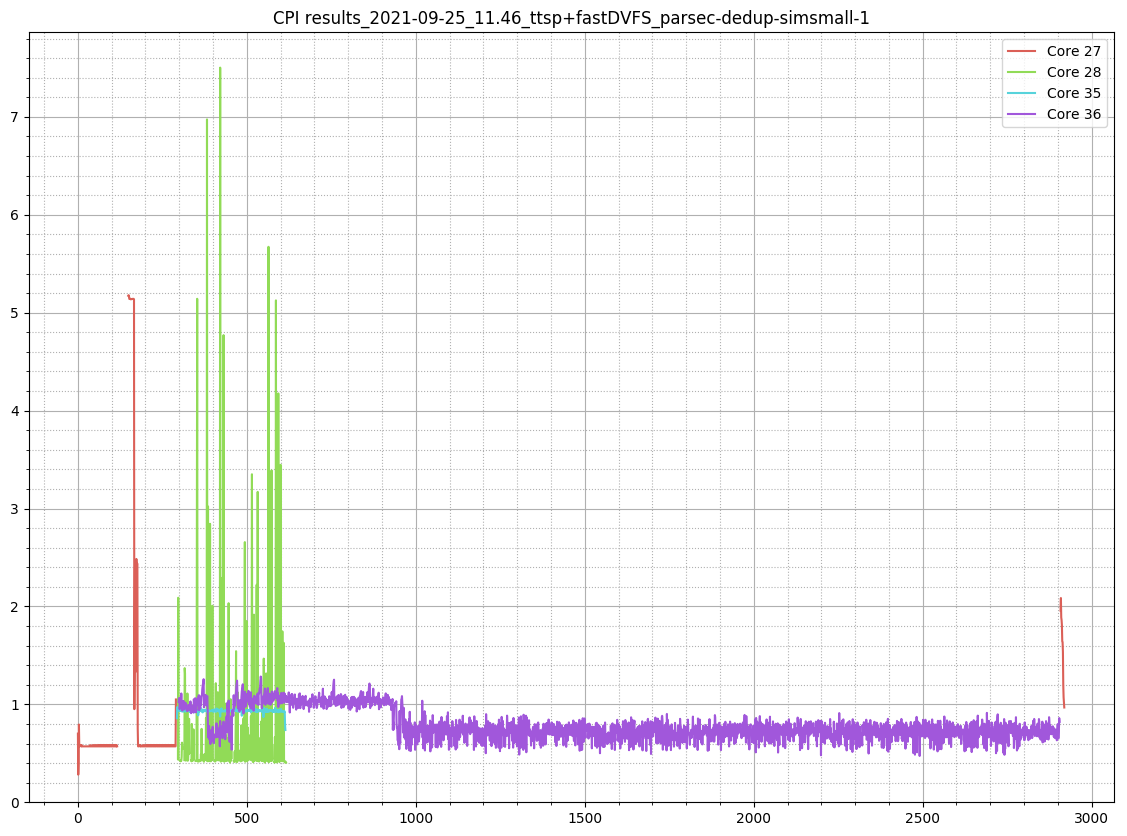 CPI results_2021-09-25_11.46_ttsp+fastDVFS_parsec-dedup-simsmall-1
Core 27
Core 28
Core 35
Core 36
7
6
5
4
3
2
1
0
0 500 1000 1500 2000 2500 3000